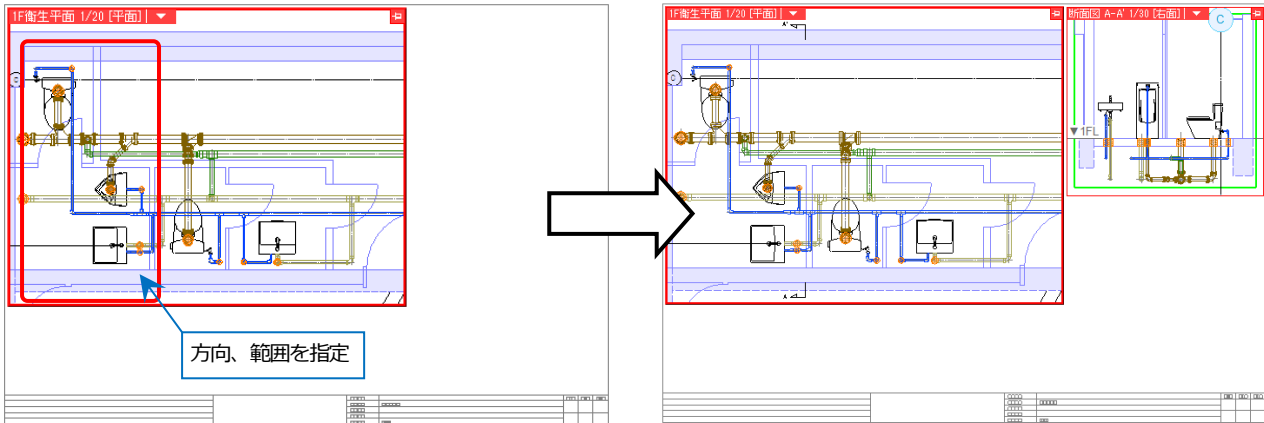 1F衛生平面 1/20 [平面]
C
方向、範囲を指定
1F衛生平面 1/20 [平面]
A'
C
A
断面図 A-A' 1/30 [右面]
C
▼1FL